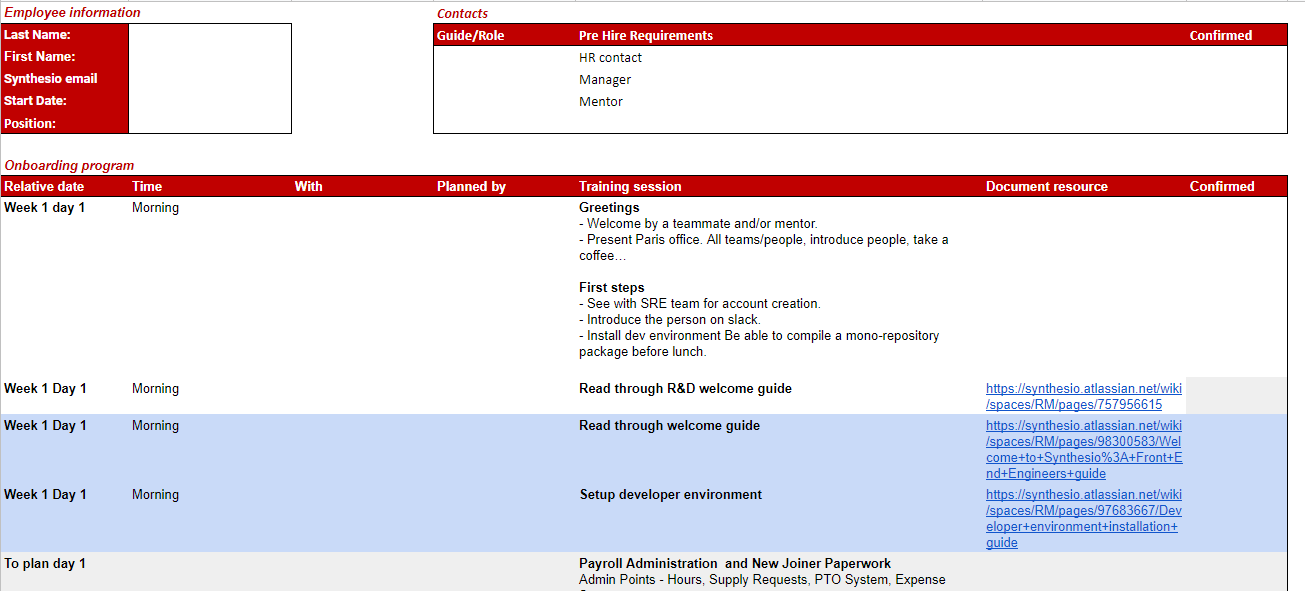 Employee information
Contacts
Last Name:
Guide/Role Pre Hire Requirements Confirmed
First Name:
HR contact
Synthesio email
Manager
Start Date:
Mentor
Position:
Onboarding program
Relative date Time With Planned by Training session Document resource Confirmed
Week 1 day 1 Morning Greetings
- Welcome by a teammate and/or mentor.
- Present Paris office. All teams/people, introduce people, take a
coffee…
First steps
- See with SRE team for account creation.
- Introduce the person on slack.
- Install dev environment Be able to compile a mono-repository
package before lunch.
Week 1 Day 1 Morning Read through R&D welcome guide https://synthesio.atlassian.net/wiki
/spaces/RM/pages/757956615
Week 1 Day 1 Morning Read through welcome guide https://synthesio.atlassian.net/wiki
/spaces/RM/pages/98300583/Wel
come+to+Synthesio%3A+Front+E
nd+Engineers+guide
Week 1 Day 1 Morning Setup developer environment https://synthesio.atlassian.net/wiki
/spaces/RM/pages/97683667/Dev
eloper+environment+installation+
guide
To plan day 1 Payroll Administration  and New Joiner Paperwork
Admin Points - Hours, Supply Requests, PTO System, Expense